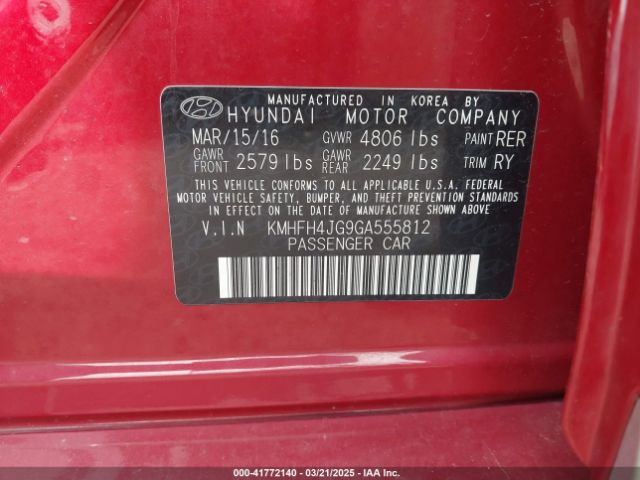 MANUFACTURED IN KOREA BY
HYUNDAI MOTOR COMPANY
MAR/15/16 GVWR 4806 lbs PAINT RER
GAWR FRONT 2579 lbs GAWR REAR 2249 lbs TRIM RY
THIS VEHICLE CONFORMS TO ALL APPLICABLE U.S.A. FEDERAL
MOTOR VEHICLE SAFETY, BUMPER, AND THEFT PREVENTION STANDARDS
IN EFFECT ON THE DATE OF MANUFACTURE SHOWN ABOVE.
V.I.N KMHFH4JG9GA555812
PASSENGER CAR
000-41772140 - 03/21/2025 - IAA Inc.